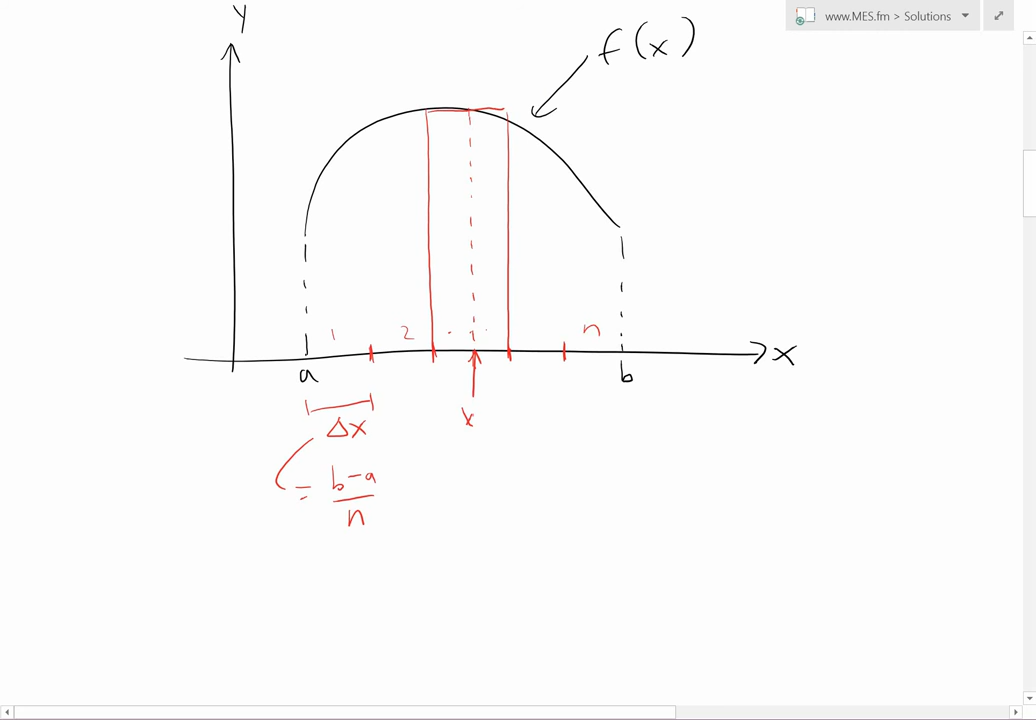 www.MES.fm > Solutions
y
f(x)
1 2 . . . n
x
a
b
x
Δx
= b-a
n